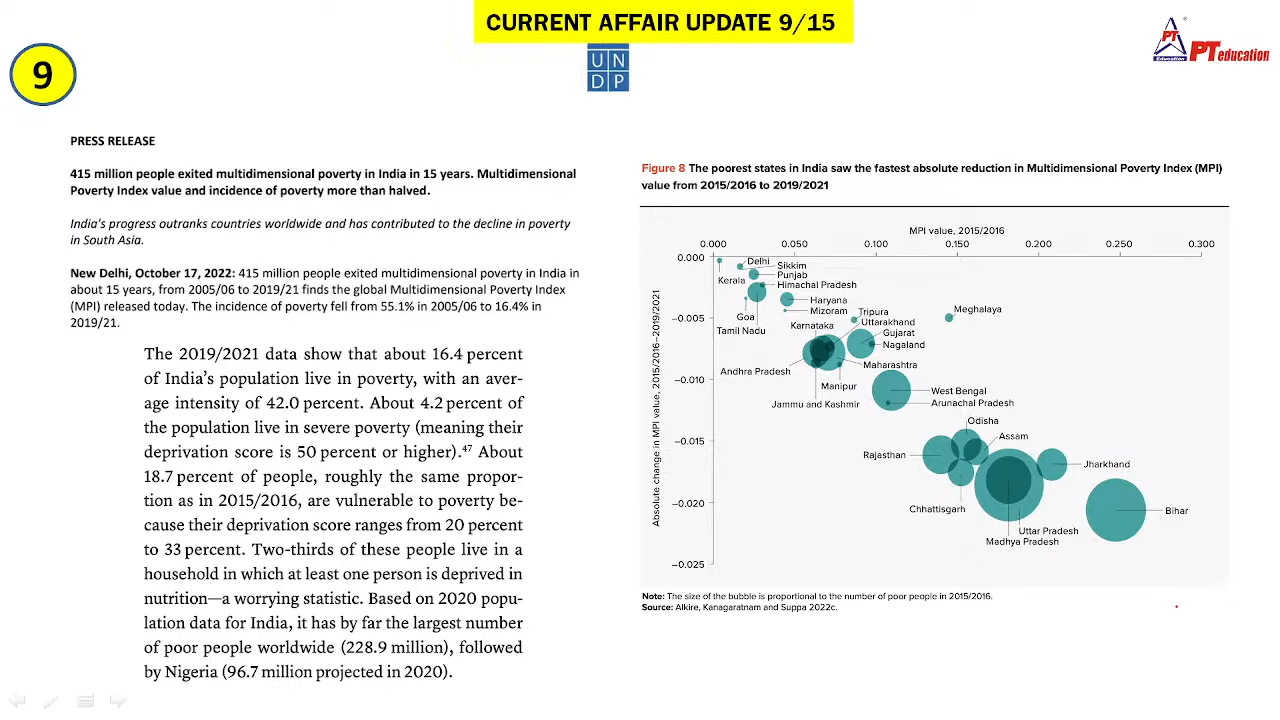 CURRENT AFFAIR UPDATE 9/15
9
UN
DP
PT
Education
PT education
PRESS RELEASE
415 million people exited multidimensional poverty in India in 15 years. Multidimensional
Poverty Index value and incidence of poverty more than halved.
India's progress outranks countries worldwide and has contributed to the decline in poverty
in South Asia.
New Delhi, October 17, 2022: 415 million people exited multidimensional poverty in India in
about 15 years, from 2005/06 to 2019/21 finds the global Multidimensional Poverty Index
(MPI) released today. The incidence of poverty fell from 55.1% in 2005/06 to 16.4% in
2019/21.
The 2019/2021 data show that about 16.4 percent
of India's population live in poverty, with an aver-
age intensity of 42.0 percent. About 4.2 percent of
the population live in severe poverty (meaning their
deprivation score is 50 percent or higher).47 About
18.7 percent of people, roughly the same propor-
tion as in 2015/2016, are vulnerable to poverty be-
cause their deprivation score ranges from 20 percent
to 33 percent. Two-thirds of these people live in a
household in which at least one person is deprived in
nutrition—a worrying statistic. Based on 2020 popu-
lation data for India, it has by far the largest number
of poor people worldwide (228.9 million), followed
by Nigeria (96.7 million projected in 2020).
Figure 8 The poorest states in India saw the fastest absolute reduction in Multidimensional Poverty Index (MPI)
value from 2015/2016 to 2019/2021
MPI value, 2015/2016
0.000 0.050 0.100 0.150 0.200 0.250 0.300
Absolute change in MPI value, 2015/2016–2019/2021
0.000
−0.005
−0.010
−0.015
−0.020
−0.025
Delhi
Sikkim
Kerala
Punjab
Himachal Pradesh
Haryana
Goa
Mizoram
Tripura
Meghalaya
Tamil Nadu
Karnataka
Uttarakhand
Gujarat
Nagaland
Andhra Pradesh
Maharashtra
Manipur
West Bengal
Jammu and Kashmir
Arunachal Pradesh
Odisha
Assam
Rajasthan
Jharkhand
Chhattisgarh
Bihar
Uttar Pradesh
Madhya Pradesh
Note: The size of the bubble is proportional to the number of poor people in 2015/2016.
Source: Alkire, Kanagaratnam and Suppa 2022c.